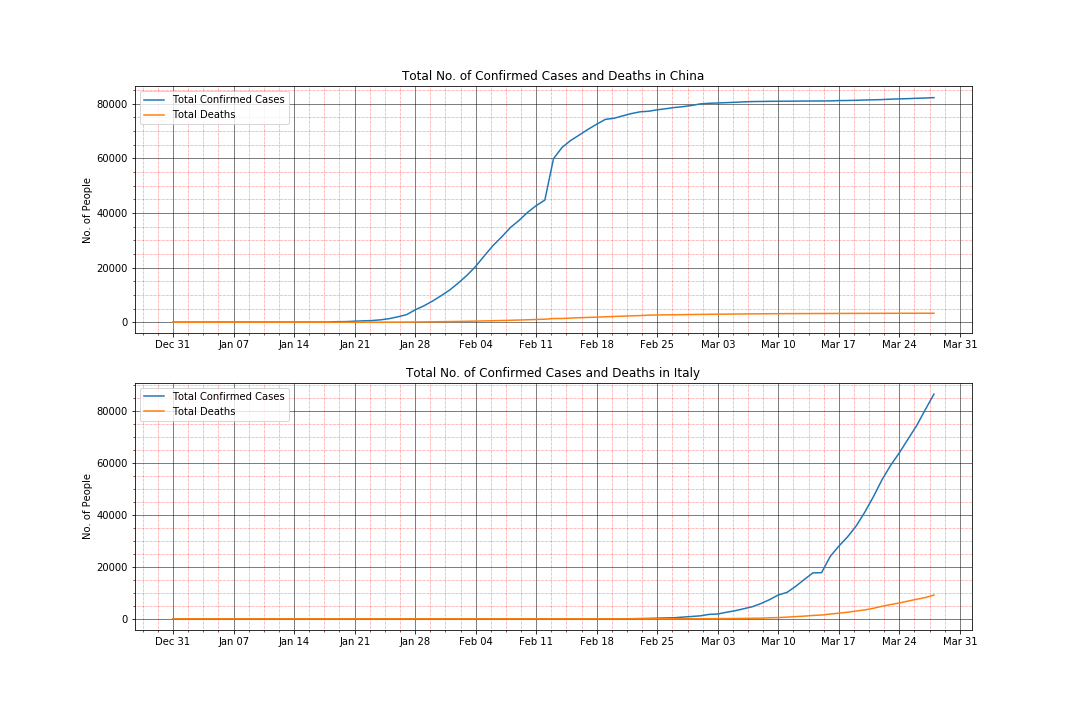 Total No. of Confirmed Cases and Deaths in China
Total Confirmed Cases
Total Deaths
No. of People
80000
60000
40000
20000
0
Dec 31 Jan 07 Jan 14 Jan 21 Jan 28 Feb 04 Feb 11 Feb 18 Feb 25 Mar 03 Mar 10 Mar 17 Mar 24 Mar 31
Total No. of Confirmed Cases and Deaths in Italy
Total Confirmed Cases
Total Deaths
No. of People
80000
60000
40000
20000
0
Dec 31 Jan 07 Jan 14 Jan 21 Jan 28 Feb 04 Feb 11 Feb 18 Feb 25 Mar 03 Mar 10 Mar 17 Mar 24 Mar 31